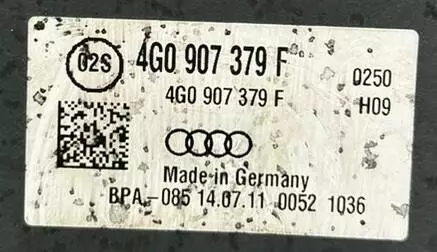 02S 4G0 907 379 F 0250
4G0 907 379 F H09
Made in Germany
BPA-085 14.07.11 0052 1036